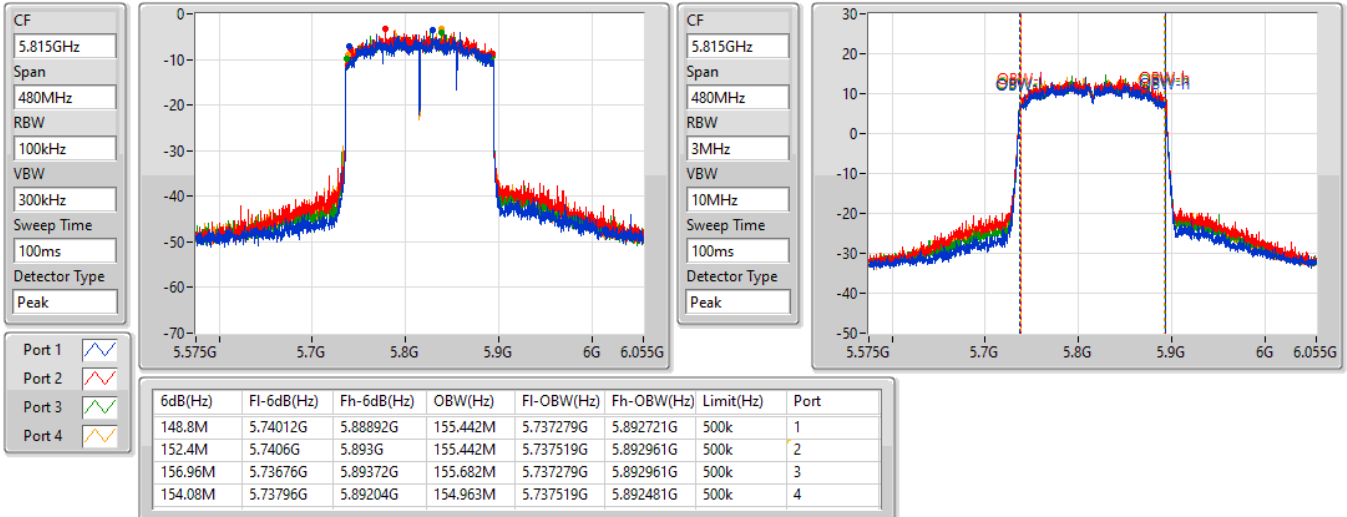 CF
5.815GHz
Span
480MHz
RBW
100kHz
VBW
300kHz
Sweep Time
100ms
Detector Type
Peak
0
-10
-20
-30
-40
-50
-60
-70
5.575G 5.7G 5.8G 5.9G 6G 6.055G
CF
5.815GHz
Span
480MHz
RBW
3MHz
VBW
10MHz
Sweep Time
100ms
Detector Type
Peak
30
20
10
0
-10
-20
-30
-40
-50
OBW-l OBW-h
5.575G 5.7G 5.8G 5.9G 6G 6.055G
Port 1
Port 2
Port 3
Port 4
6dB(Hz) Fl-6dB(Hz) Fh-6dB(Hz) OBW(Hz) Fl-OBW(Hz) Fh-OBW(Hz) Limit(Hz) Port
148.8M 5.74012G 5.88892G 155.442M 5.737279G 5.892721G 500k 1
152.4M 5.7406G 5.893G 155.442M 5.737519G 5.892961G 500k 2
156.96M 5.73676G 5.89372G 155.682M 5.737279G 5.892961G 500k 3
154.08M 5.73796G 5.89204G 154.963M 5.737519G 5.892481G 500k 4